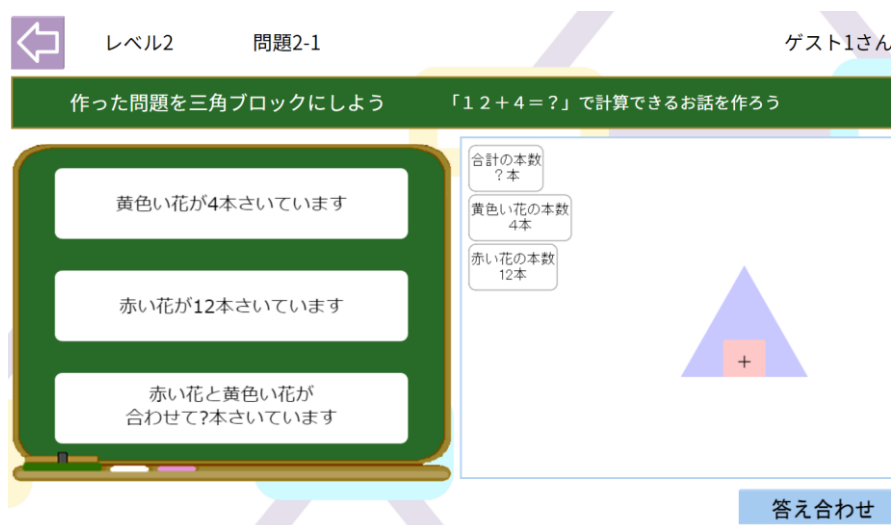 レベル2
問題2-1
ゲスト1さん
作った問題を三角ブロックにしよう
「１２＋４＝？」で計算できるお話を作ろう
黄色い花が4本さいています
赤い花が12本さいています
赤い花と黄色い花が
合わせて?本さいています
合計の本数
？本
黄色い花の本数
4本
赤い花の本数
12本
+
答え合わせ